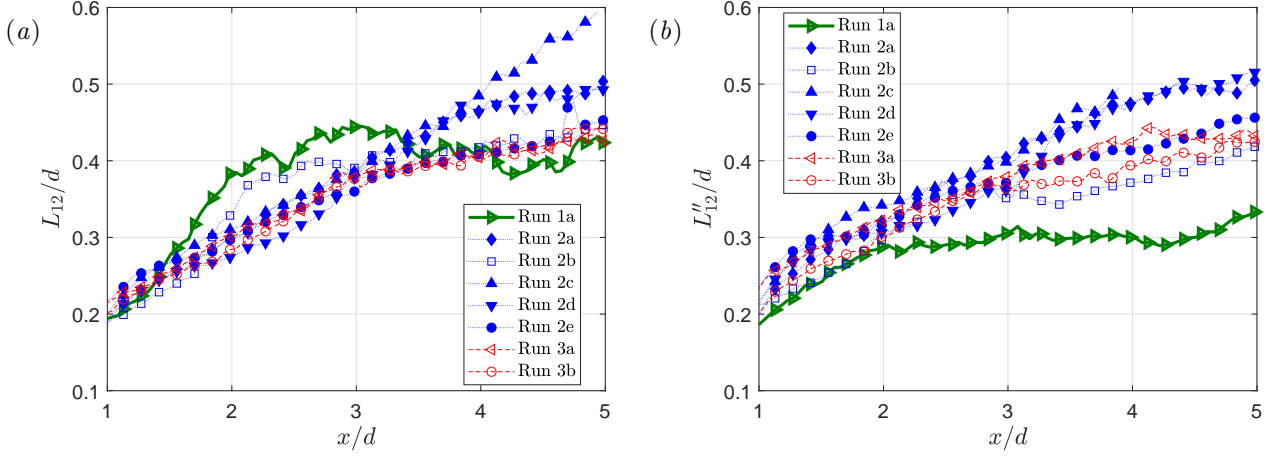 (a)
L₁₂/d
0.6
0.5
0.4
0.3
0.2
0.1
1 2 3 4 5
x/d
Run 1a
Run 2a
Run 2b
Run 2c
Run 2d
Run 2e
Run 3a
Run 3b
(b)
L″₁₂/d
0.6
0.5
0.4
0.3
0.2
0.1
1 2 3 4 5
x/d
Run 1a
Run 2a
Run 2b
Run 2c
Run 2d
Run 2e
Run 3a
Run 3b